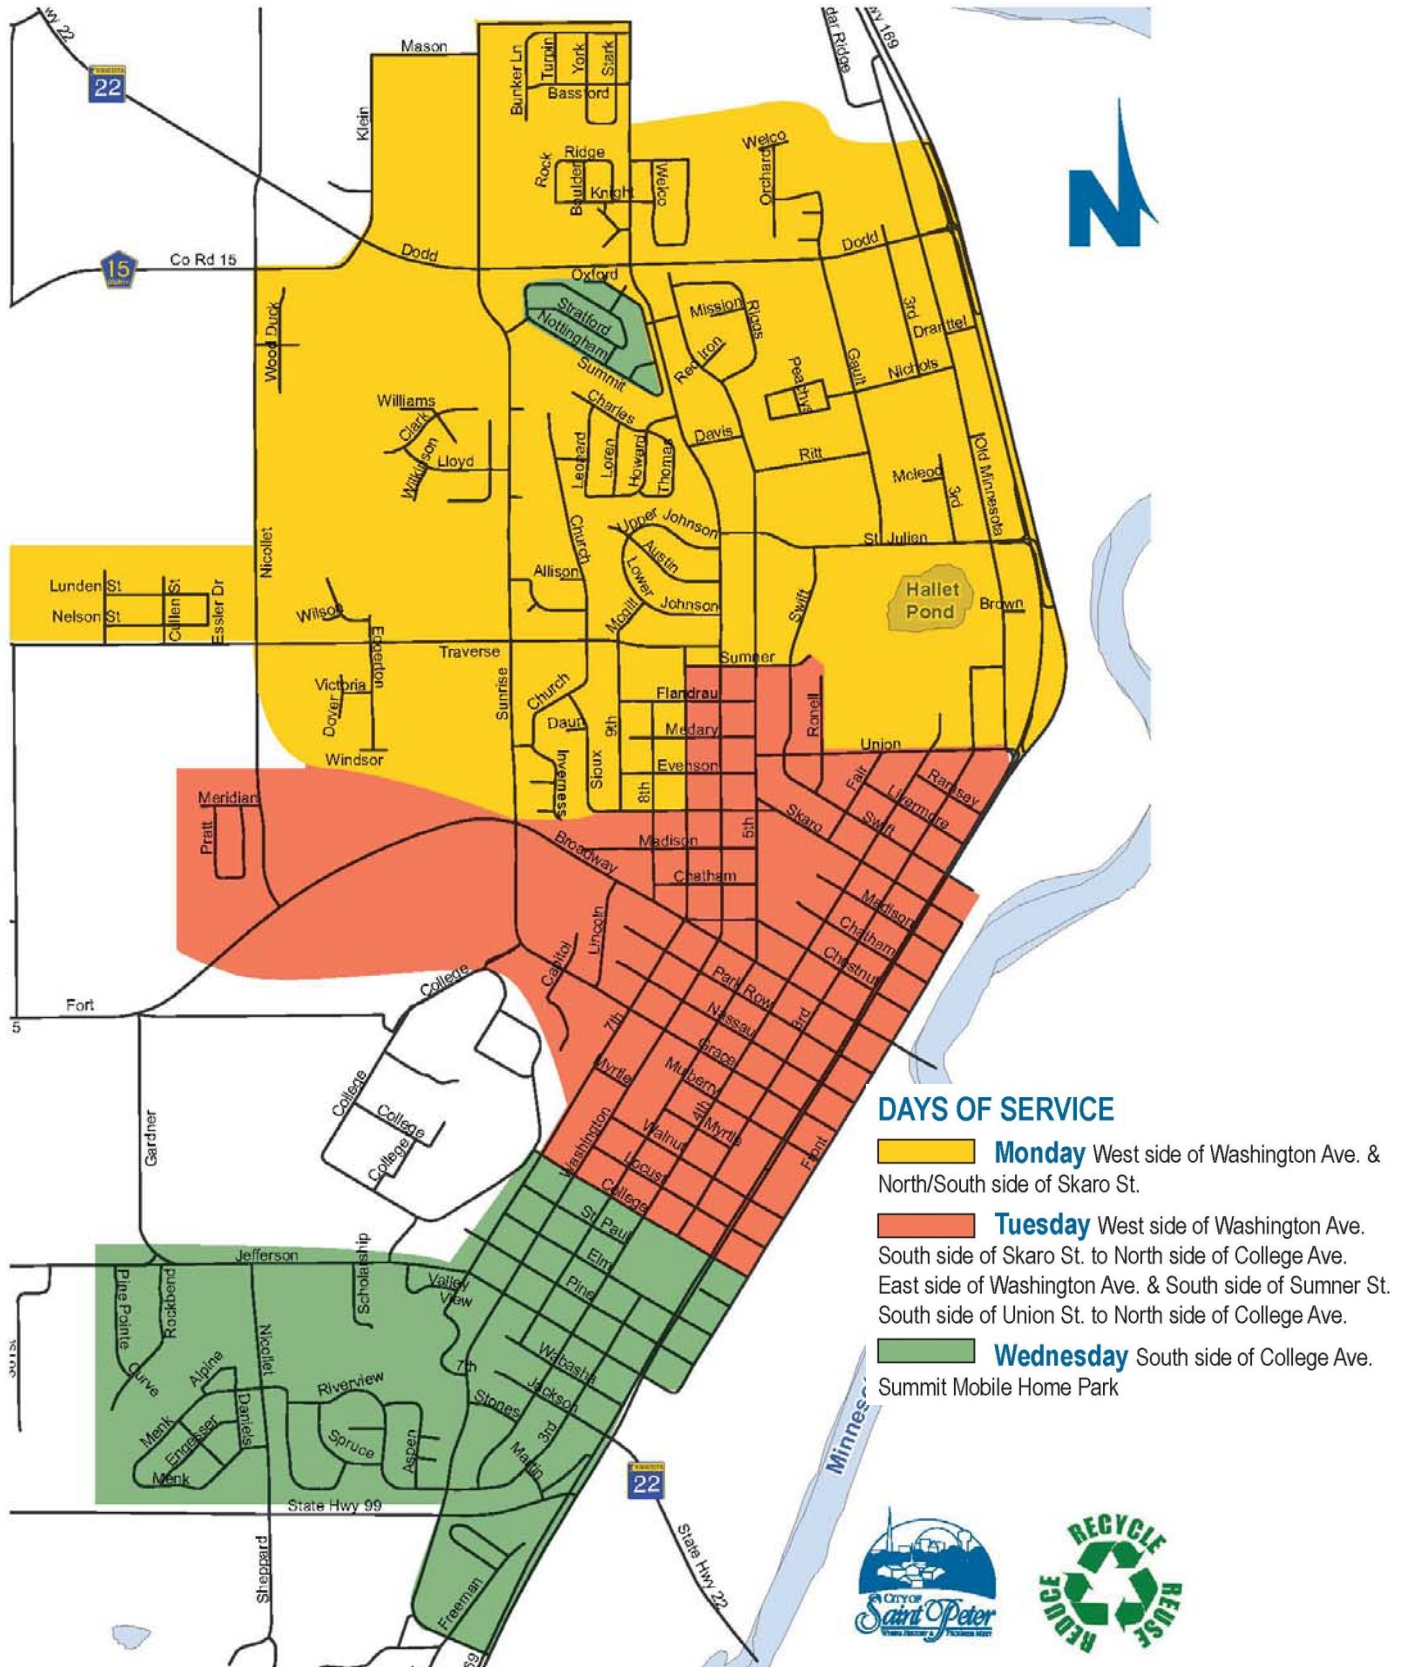 Hwy 22
22
Mason
Klein
Bunker Ln
Turpin
York
Stark
Bassford
dar Ridge
wy 169
N
Rock
Ridge
Boulder
Knight
Welco
Welco
Orchard
Dodd
15
Co Rd 15
Dodd
Oxford
Stratford
Nottingham
Summit
Mission
Riggs
Red Iron
3rd
Dranttel
Gault
Nichols
Peachys
Wood Duck
Williams
Clark
Wilkinson
Lloyd
Charles
Leonard
Loren
Howard
Thomas
Davis
Ritt
Mcleod
3rd
Old Minnesota
Nicollet
Church
Upper Johnson
Austin
Lower
Johnson
Mcgill
Allison
St Julien
Swift
Hallet
Pond
Brown
Lunden St
Nelson St
Cullen St
Essler Dr
Wilson
Edgerton
Traverse
Sumner
Victoria
Dover
Windsor
Sunrise
Church
Daun
Inverness
Sioux
9th
8th
Flandrau
Medary
Evenson
Ronell
Union
Fair
Ramsey
Livermore
Swift
Skaro
5th
Meridian
Pratt
Broadway
Madison
Chatham
Madison
Chatham
Chestnut
Lincoln
Capitol
College
Fort
5
Park Row
Nassau
3rd
Grace
7th
Mulberry
Myrtle
4th
Myrtle
Walnut
Washington
Locust
College
Front
Gardner
College
College
College
St Paul
Elm
Pine
Jefferson
Scholarship
Valley
View
Pine Pointe
Rockbend
Curve
Nicollet
Alpine
Daniels
Menk
Engesser
Menk
Riverview
Spruce
Aspen
7th
Stones
Wabasha
Jackson
3rd
Martin
State Hwy 99
Sheppard
Freeman
22
State Hwy 22
DAYS OF SERVICE
Monday West side of Washington Ave. &
North/South side of Skaro St.
Tuesday West side of Washington Ave.
South side of Skaro St. to North side of College Ave.
East side of Washington Ave. & South side of Sumner St.
South side of Union St. to North side of College Ave.
Wednesday South side of College Ave.
Summit Mobile Home Park
Minnes
CITY OF
Saint Peter
RECYCLE
REUSE
REDUCE